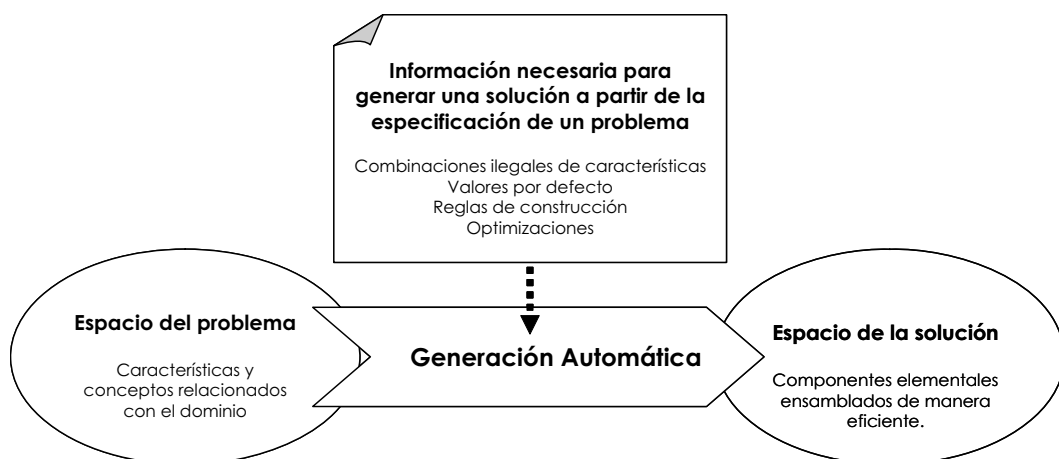 Información necesaria para
generar una solución a partir de la
especificación de un problema
Combinaciones ilegales de características
Valores por defecto
Reglas de construcción
Optimizaciones
Espacio del problema
Características y
conceptos relacionados
con el dominio
Generación Automática
Espacio de la solución
Componentes elementales
ensamblados de manera
eficiente.